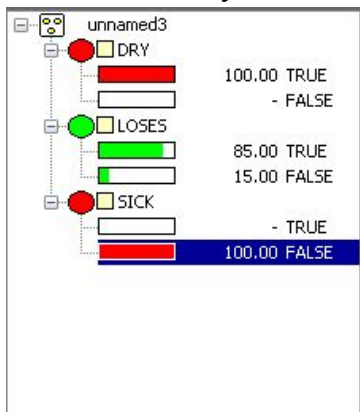 unnamed3
DRY
100.00 TRUE
- FALSE
LOSES
85.00 TRUE
15.00 FALSE
SICK
- TRUE
100.00 FALSE